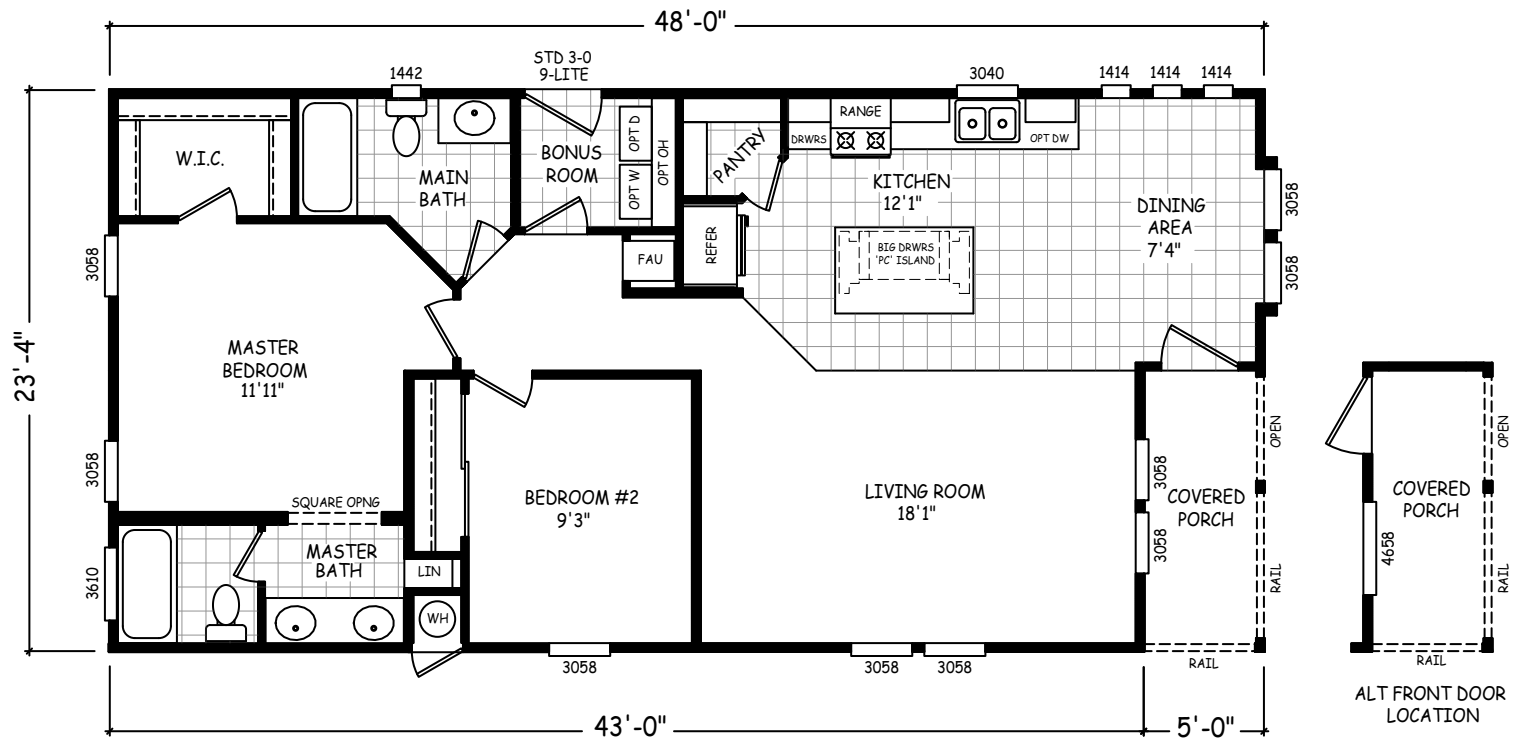 48'-0"
STD 3-0
9-LITE
1442
3040
1414
1414
1414
W.I.C.
MAIN
BATH
BONUS
ROOM
OPT D
OPT W
OPT OH
PANTRY
DRWRS
RANGE
OPT DW
KITCHEN
12'1"
DINING
AREA
7'4"
3058
3058
3058
FAU
REFER
BIG DRWRS
'PC' ISLAND
23'-4"
MASTER
BEDROOM
11'11"
3058
SQUARE OPNG
BEDROOM #2
9'3"
LIVING ROOM
18'1"
3058
3058
COVERED
PORCH
OPEN
RAIL
RAIL
COVERED
PORCH
4658
OPEN
RAIL
RAIL
3610
MASTER
BATH
LIN
WH
3058
3058
3058
ALT FRONT DOOR
LOCATION
43'-0"
5'-0"